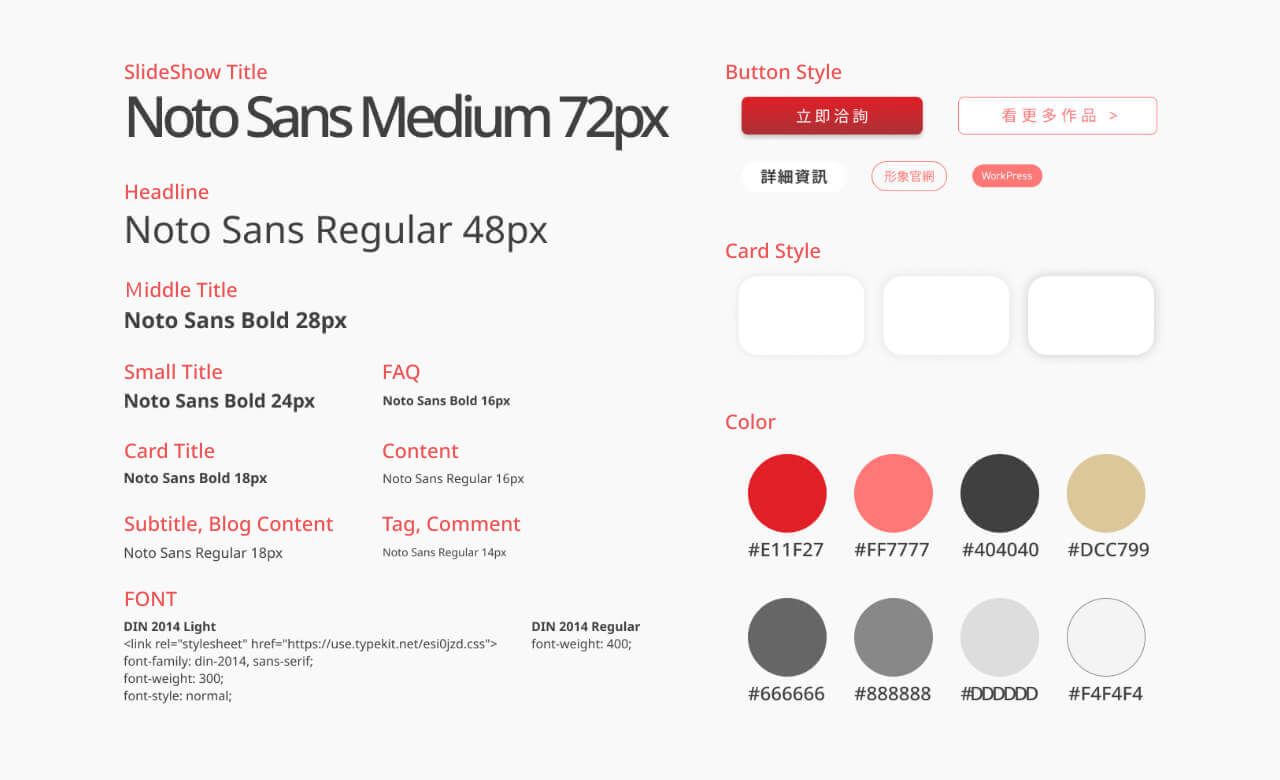 SlideShow Title
Noto Sans Medium 72px
Headline
Noto Sans Regular 48px
Middle Title
Noto Sans Bold 28px
Small Title
Noto Sans Bold 24px
FAQ
Noto Sans Bold 16px
Card Title
Noto Sans Bold 18px
Content
Noto Sans Regular 16px
Subtitle, Blog Content
Noto Sans Regular 18px
Tag, Comment
Noto Sans Regular 14px
FONT
DIN 2014 Light
<link rel="stylesheet" href="https://use.typekit.net/esi0jzd.css">
font-family: din-2014, sans-serif;
font-weight: 300;
font-style: normal;
DIN 2014 Regular
font-weight: 400;
Button Style
立即洽詢
看更多作品 >
詳細資訊
形象官網
WorkPress
Card Style
Color
#E11F27
#FF7777
#404040
#DCC799
#666666
#888888
#DDDDDD
#F4F4F4